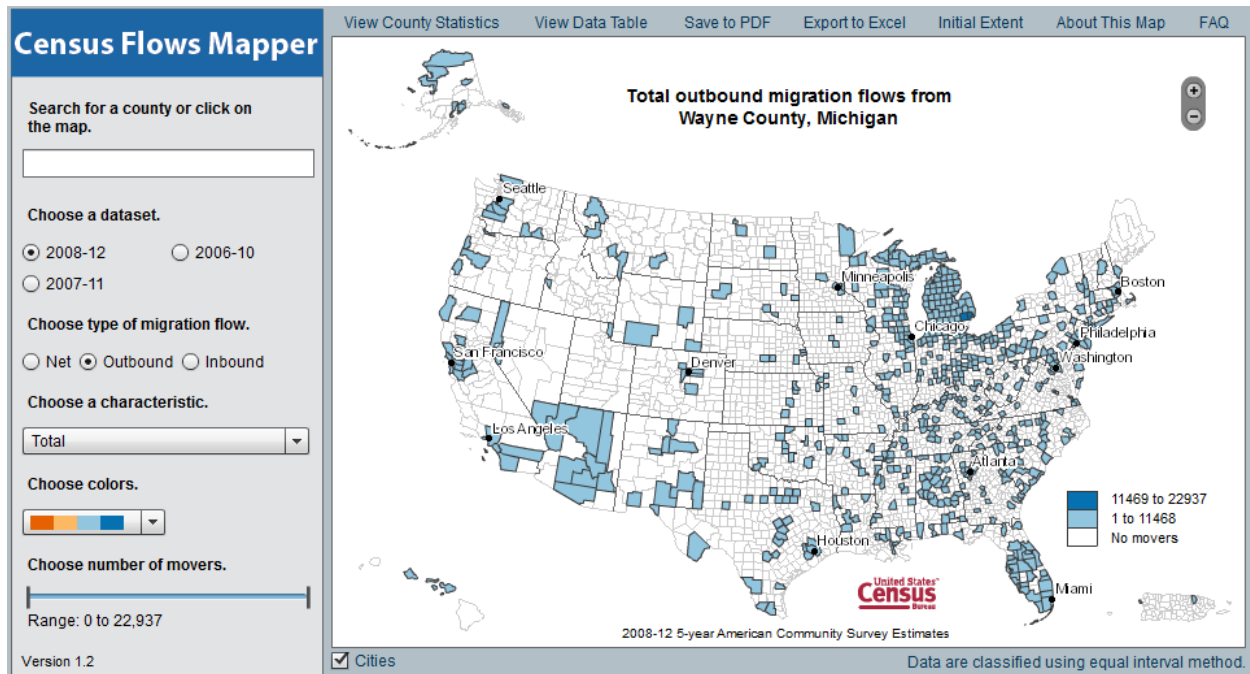 Census Flows Mapper
Search for a county or click on
the map.
Choose a dataset.
2008-12 2006-10
2007-11
Choose type of migration flow.
Net Outbound Inbound
Choose a characteristic.
Total
Choose colors.
Choose number of movers.
Range: 0 to 22,937
Version 1.2
View County Statistics View Data Table Save to PDF Export to Excel Initial Extent About This Map FAQ
Total outbound migration flows from
Wayne County, Michigan
Seattle
Minneapolis
Boston
Chicago
Philadelphia
San Francisco
Denver
Washington
Los Angeles
Atlanta
Houston
Miami
11469 to 22937
1 to 11468
No movers
United States®
Census
Bureau
2008-12 5-year American Community Survey Estimates
Cities
Data are classified using equal interval method.